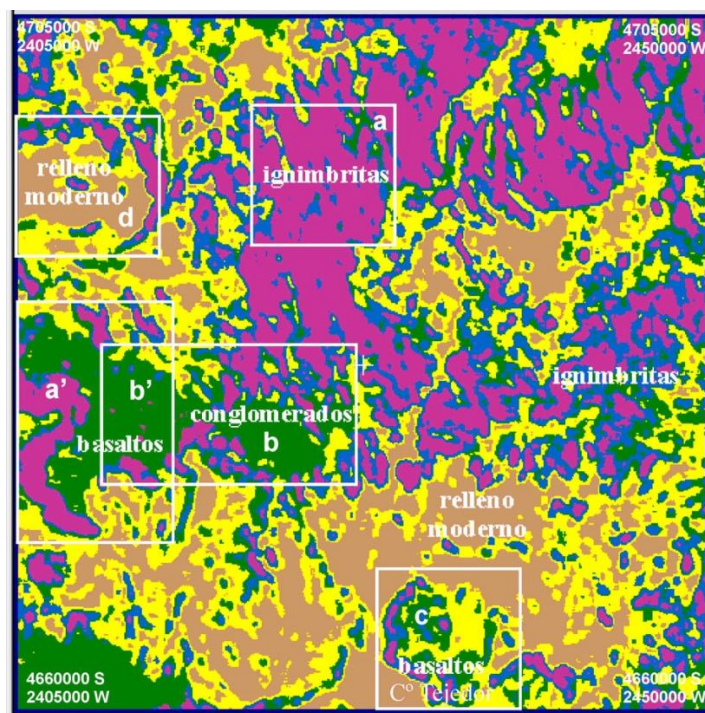 4705000 S
2405000 W
4705000 S
2450000 W
a
ignimbritas
relleno
moderno
d
a'
b'
basaltos
conglomerados
b
ignimbritas
relleno
moderno
c
basaltos
Cº Tejedor
4660000 S
2405000 W
4660000 S
2450000 W